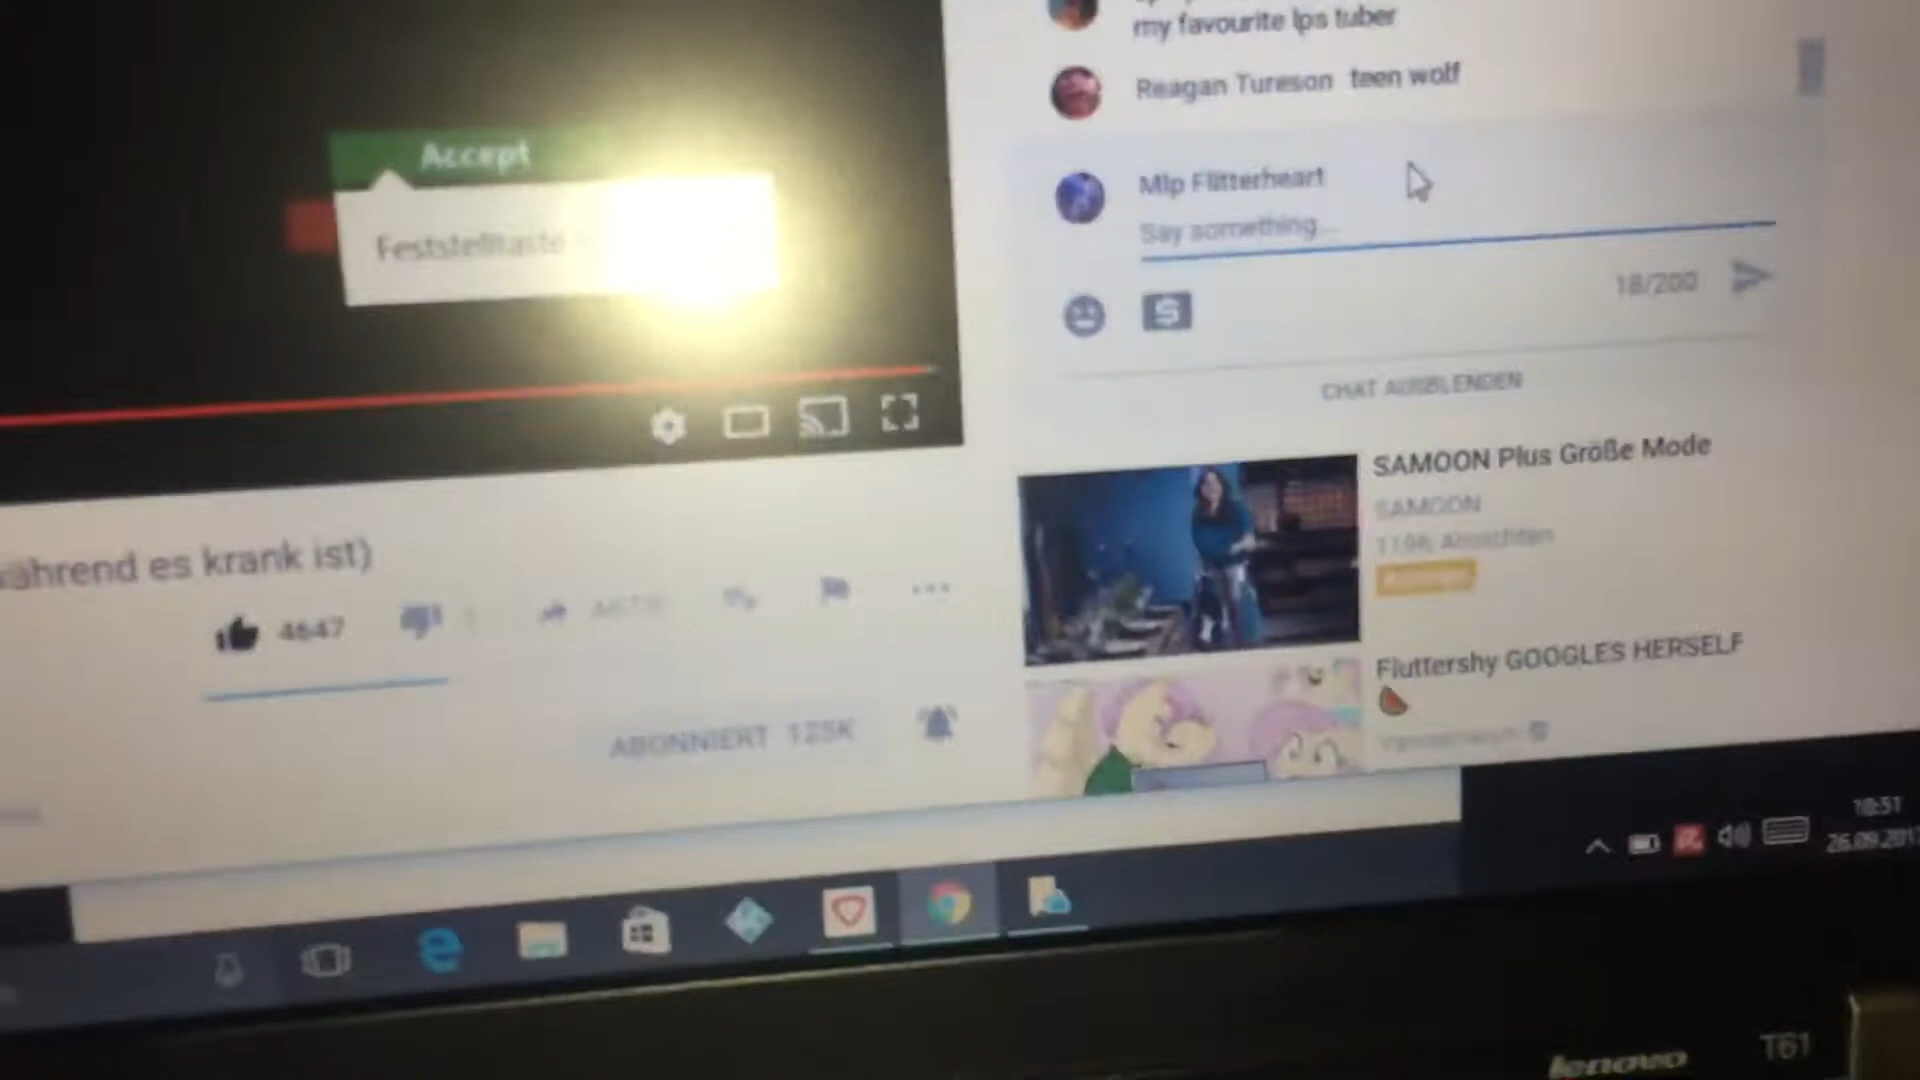 my favourite lps tuber
Reagan Tureson teen wolf
Accept
Feststelltaste
Mlp Flitterheart
Say something...
18/200
CHAT AUSBLENDEN
SAMOON Plus Größe Mode
SAMOON
während es krank ist)
4647
ABONNIERT 125K
Fluttershy GOOGLES HERSELF
lenovo
T61